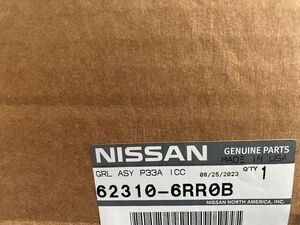 NISSAN GENUINE PARTS
MADE IN USA
GRL ASY P33A ICC 08/25/2023 Q'TY 1
62310-6RR0B
NISSAN NORTH AMERICA, INC.